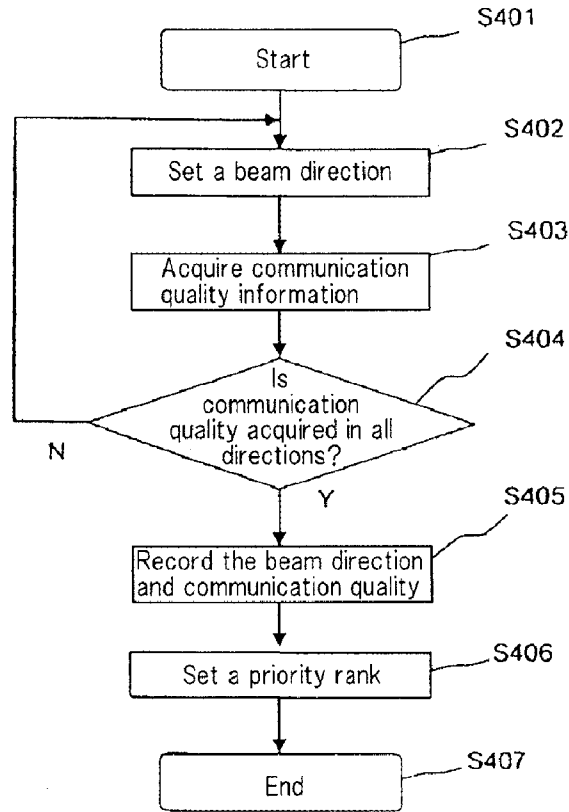 S401
Start
S402
Set a beam direction
S403
Acquire communication
quality information
S404
Is
communication
quality acquired in all
directions?
N
Y
S405
Record the beam direction
and communication quality
S406
Set a priority rank
S407
End